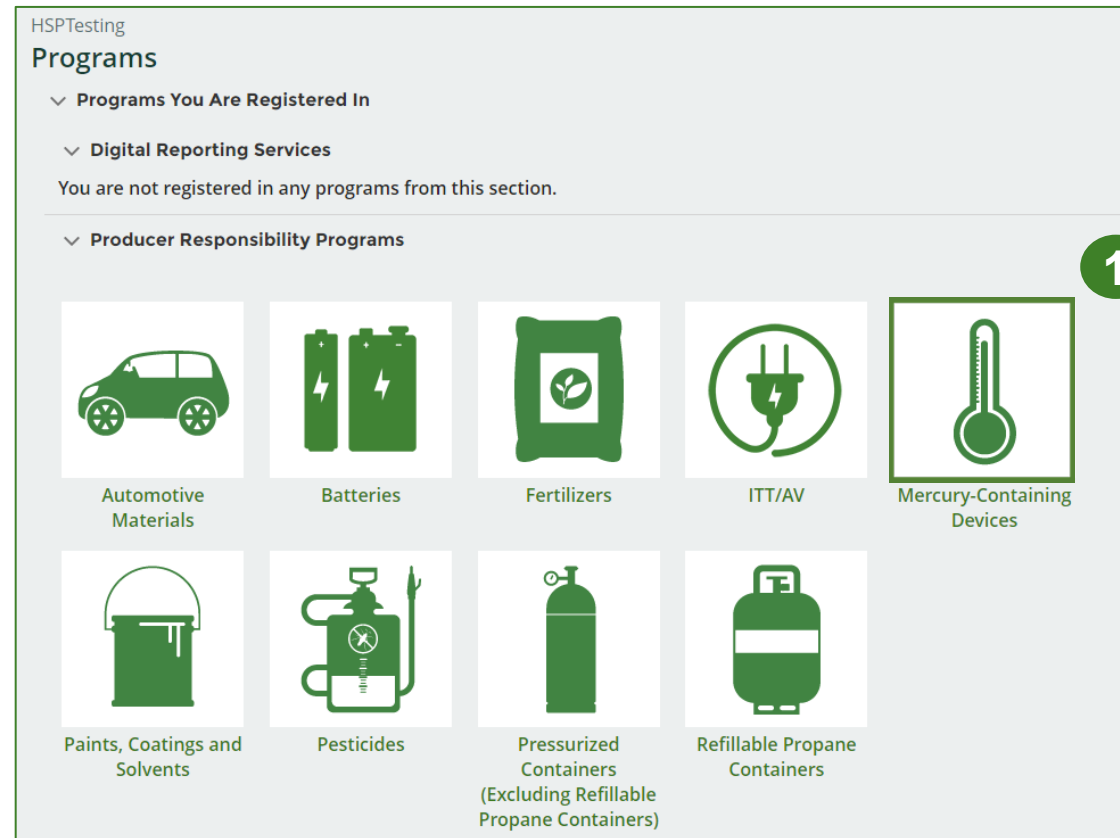 HSPTesting
Programs
Programs You Are Registered In
Digital Reporting Services
You are not registered in any programs from this section.
Producer Responsibility Programs
1
Automotive
Materials
Batteries
Fertilizers
ITT/AV
Mercury-Containing
Devices
Paints, Coatings and
Solvents
Pesticides
Pressurized
Containers
(Excluding Refillable
Propane Containers)
Refillable Propane
Containers